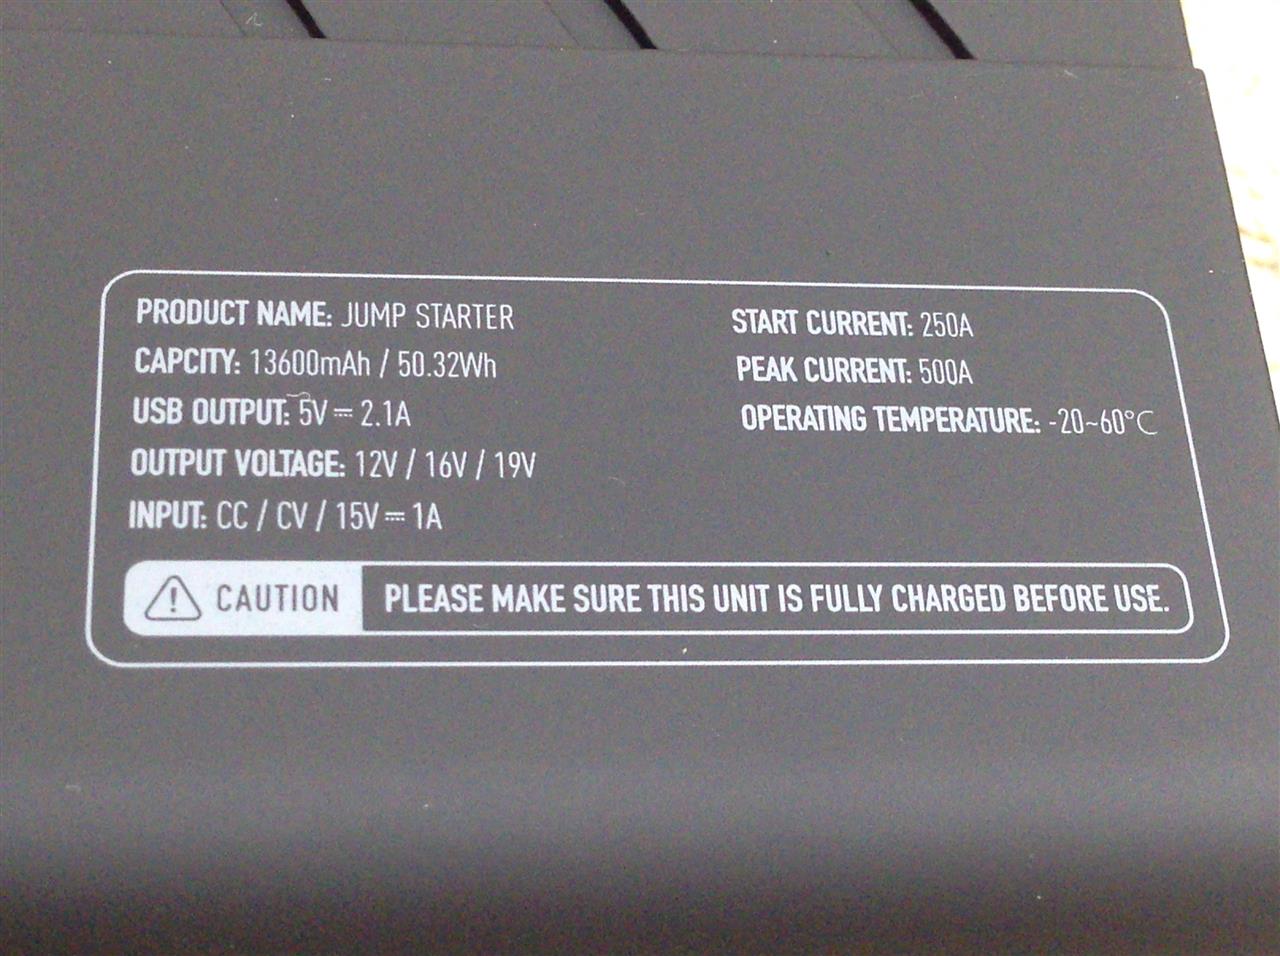 PRODUCT NAME: JUMP STARTER
CAPCITY: 13600mAh / 50.32Wh
USB OUTPUT: 5V⎓2.1A
OUTPUT VOLTAGE: 12V / 16V / 19V
INPUT: CC / CV / 15V⎓1A
START CURRENT: 250A
PEAK CURRENT: 500A
OPERATING TEMPERATURE: -20~60°C
CAUTION
PLEASE MAKE SURE THIS UNIT IS FULLY CHARGED BEFORE USE.